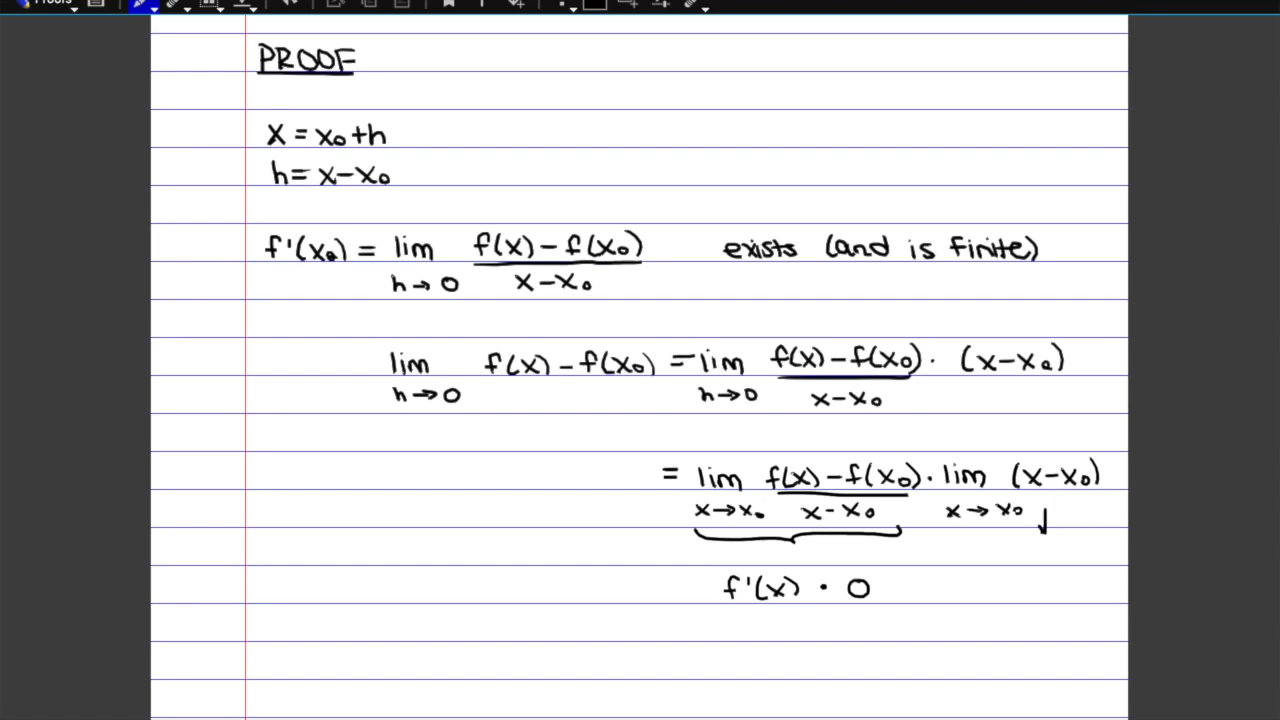 Proofs
PROOF
x = x₀ + h
h = x - x₀
f'(x₀) = lim h→0 f(x) - f(x₀) / x - x₀ exists (and is finite)
lim h→0 f(x) - f(x₀) = lim h→0 f(x) - f(x₀) / x - x₀ · (x - x₀)
= lim x→x₀ f(x) - f(x₀) / x - x₀ · lim x→x₀ (x - x₀)
f'(x) · 0